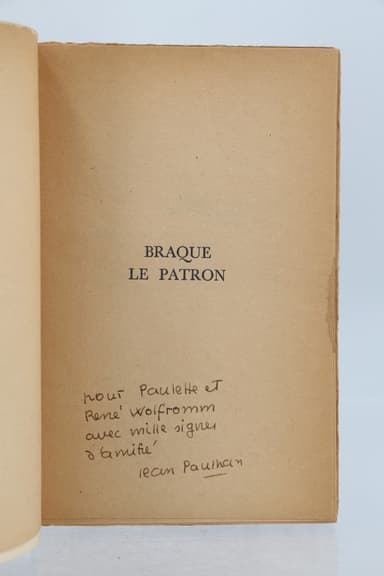 BRAQUE
LE PATRON
pour Paulette et
René Wolfromm
avec mille signes
d'amitié
Jean Paulhan